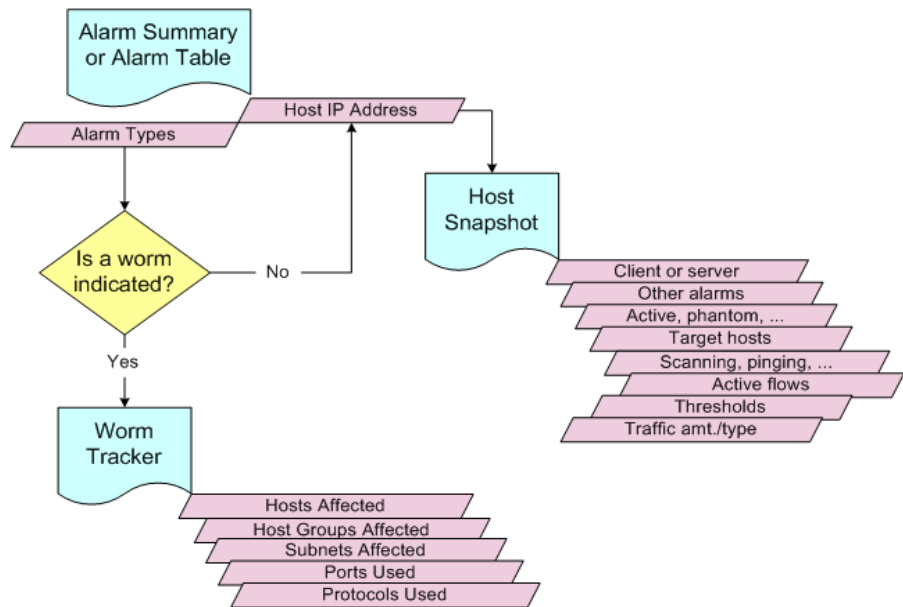 Alarm Summary
or Alarm Table
Host IP Address
Alarm Types
Host
Snapshot
Is a worm
indicated?
No
Client or server
Other alarms
Active, phantom, ...
Target hosts
Scanning, pinging, ...
Active flows
Thresholds
Traffic amt./type
Yes
Worm
Tracker
Hosts Affected
Host Groups Affected
Subnets Affected
Ports Used
Protocols Used